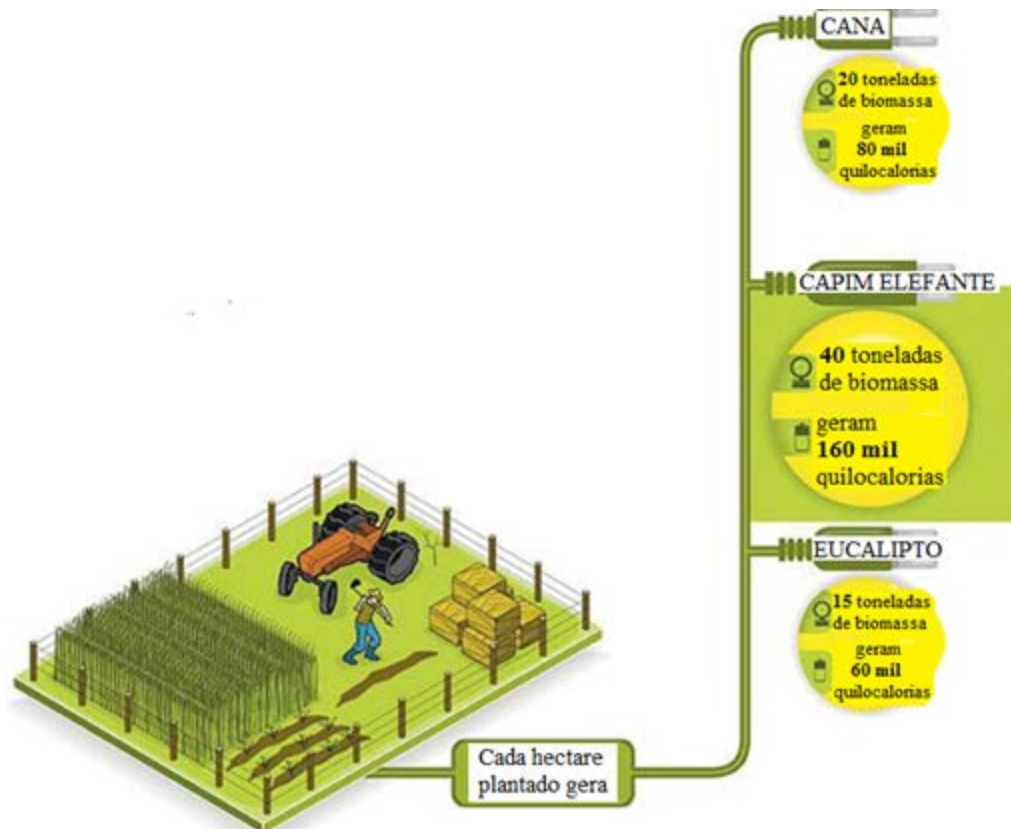 CANA
20 toneladas
de biomassa
geram
80 mil
quilocalorias
CAPIM ELEFANTE
40 toneladas
de biomassa
geram
160 mil
quilocalorias
EUCALIPTO
15 toneladas
de biomassa
geram
60 mil
quilocalorias
Cada hectare
plantado gera